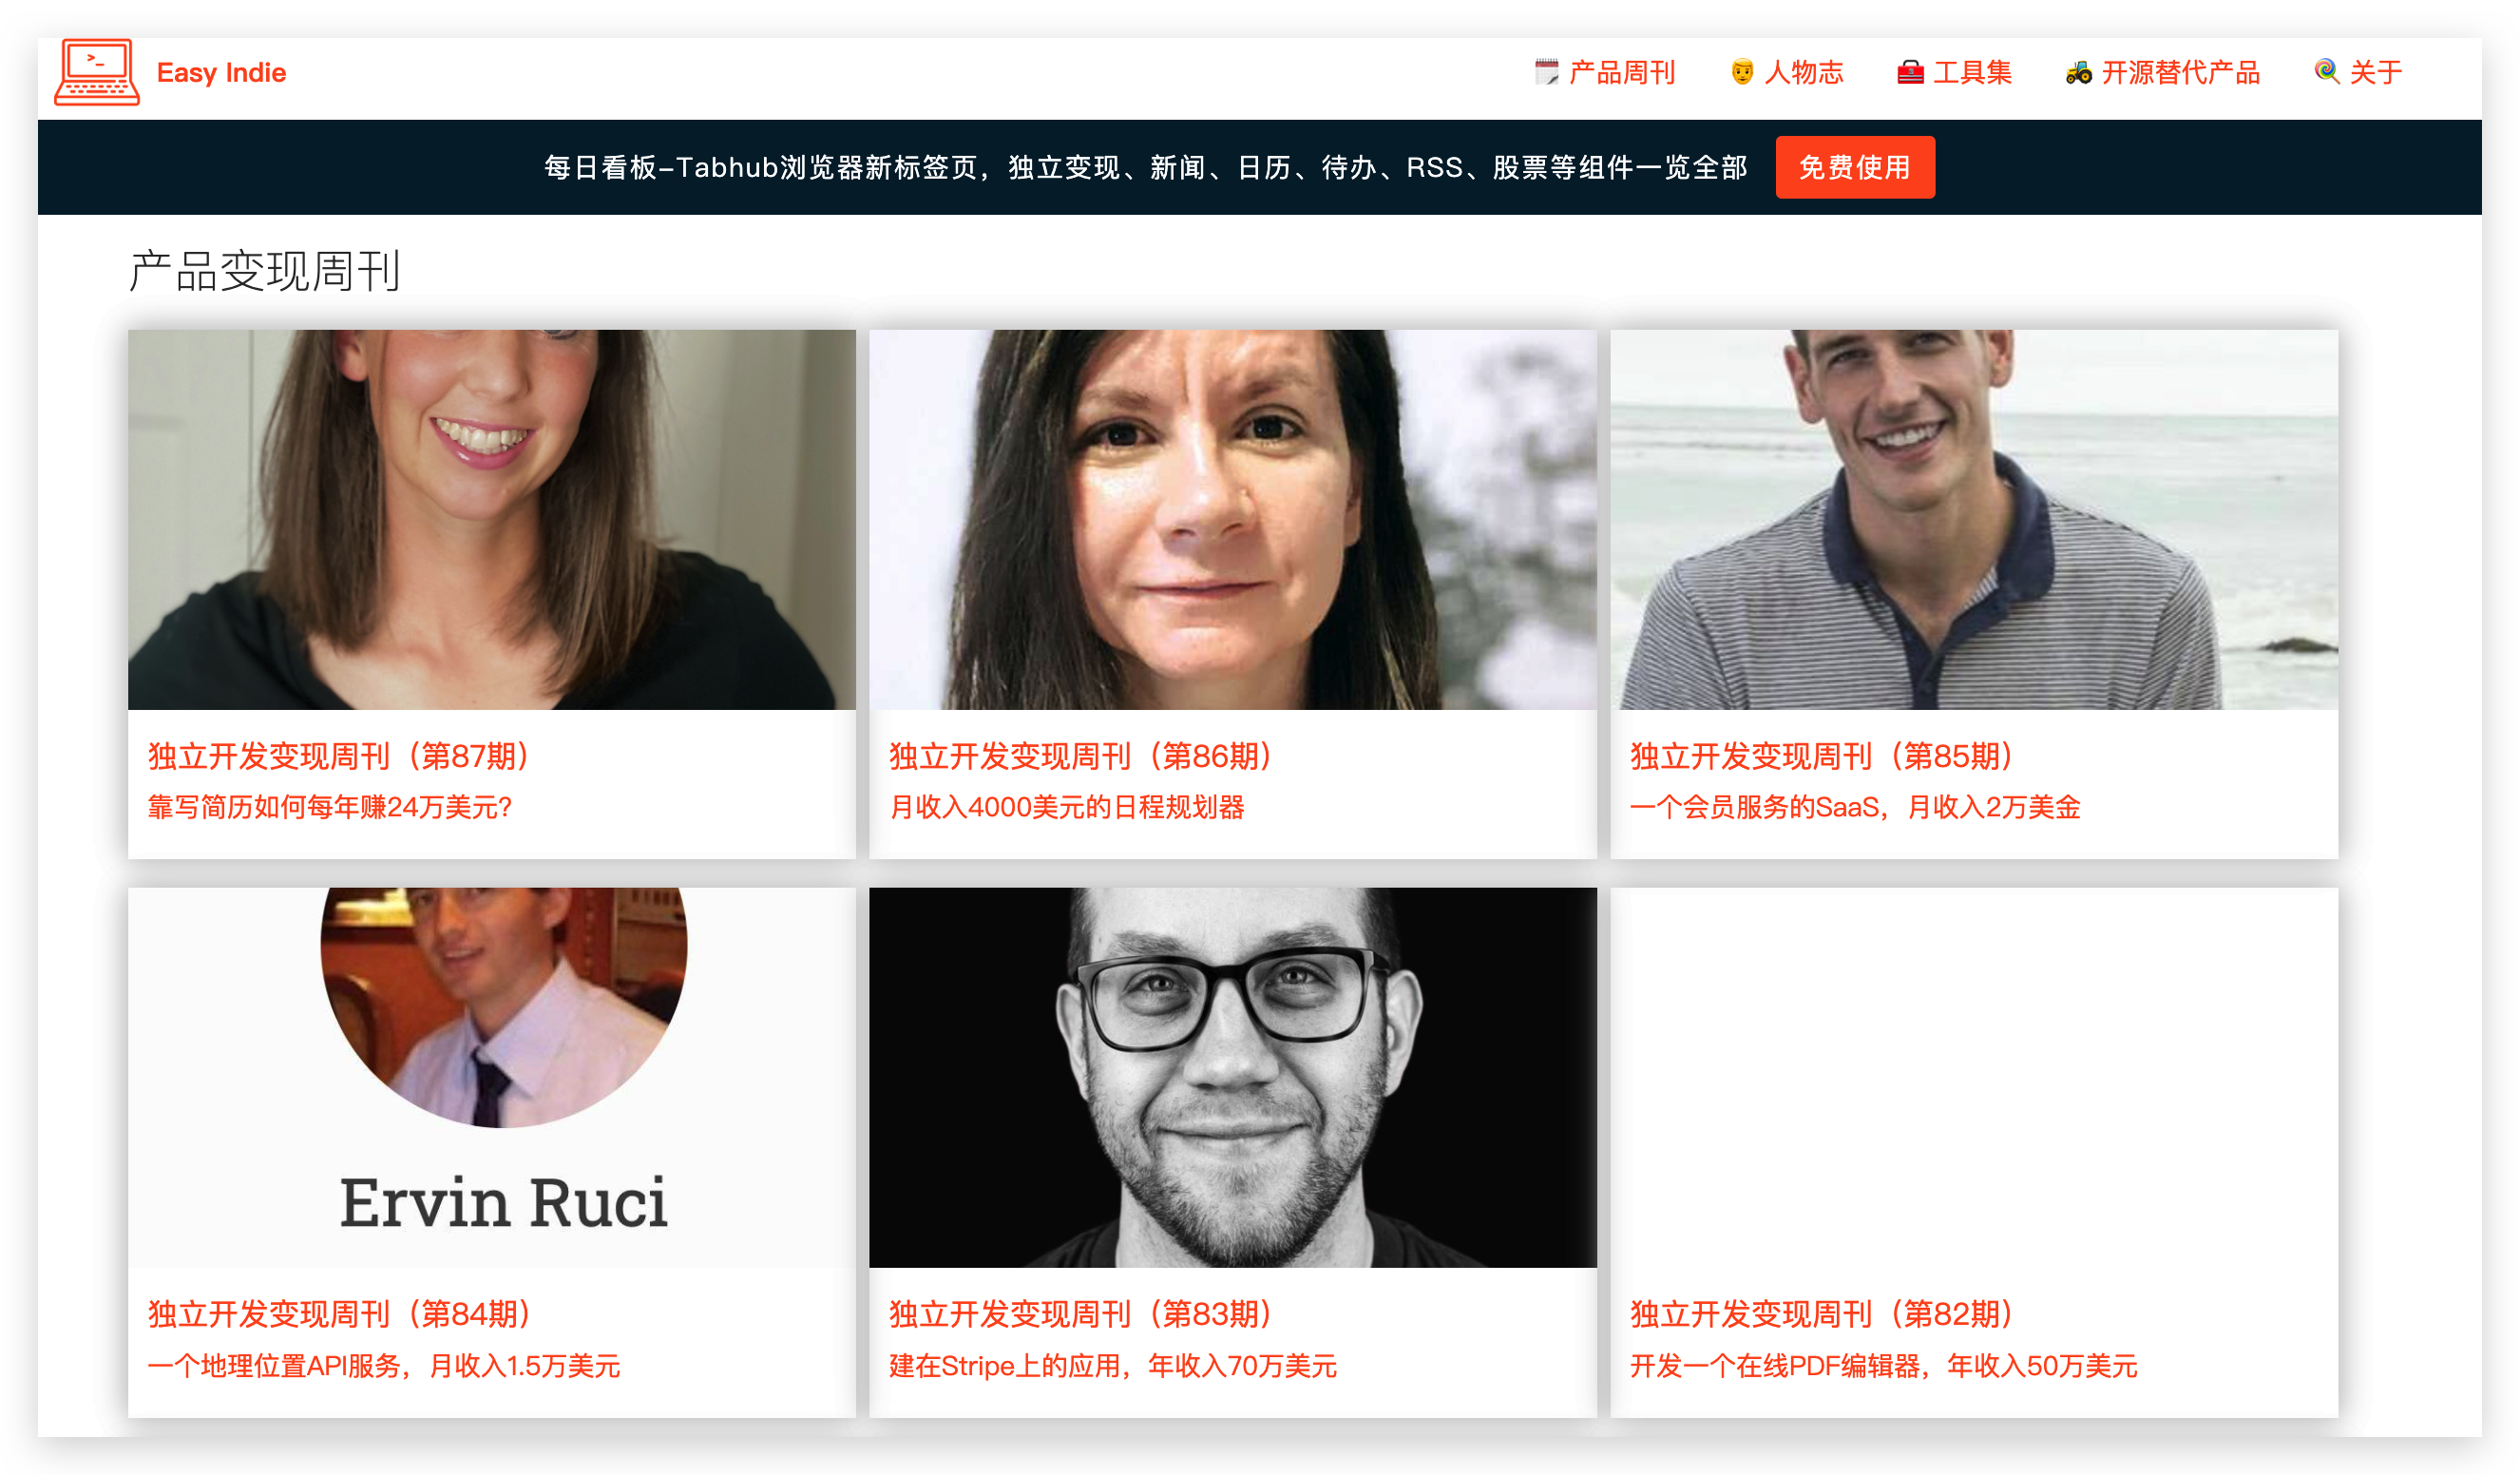 >_
Easy Indie
产品周刊
人物志
工具集
开源替代产品
关于
每日看板-Tabhub浏览器新标签页，独立变现、新闻、日历、待办、RSS、股票等组件一览全部
免费使用
产品变现周刊
独立开发变现周刊（第87期）
靠写简历如何每年赚24万美元?
独立开发变现周刊（第86期）
月收入4000美元的日程规划器
独立开发变现周刊（第85期）
一个会员服务的SaaS，月收入2万美金
Ervin Ruci
独立开发变现周刊（第84期）
一个地理位置API服务，月收入1.5万美元
独立开发变现周刊（第83期）
建在Stripe上的应用，年收入70万美元
独立开发变现周刊（第82期）
开发一个在线PDF编辑器，年收入50万美元